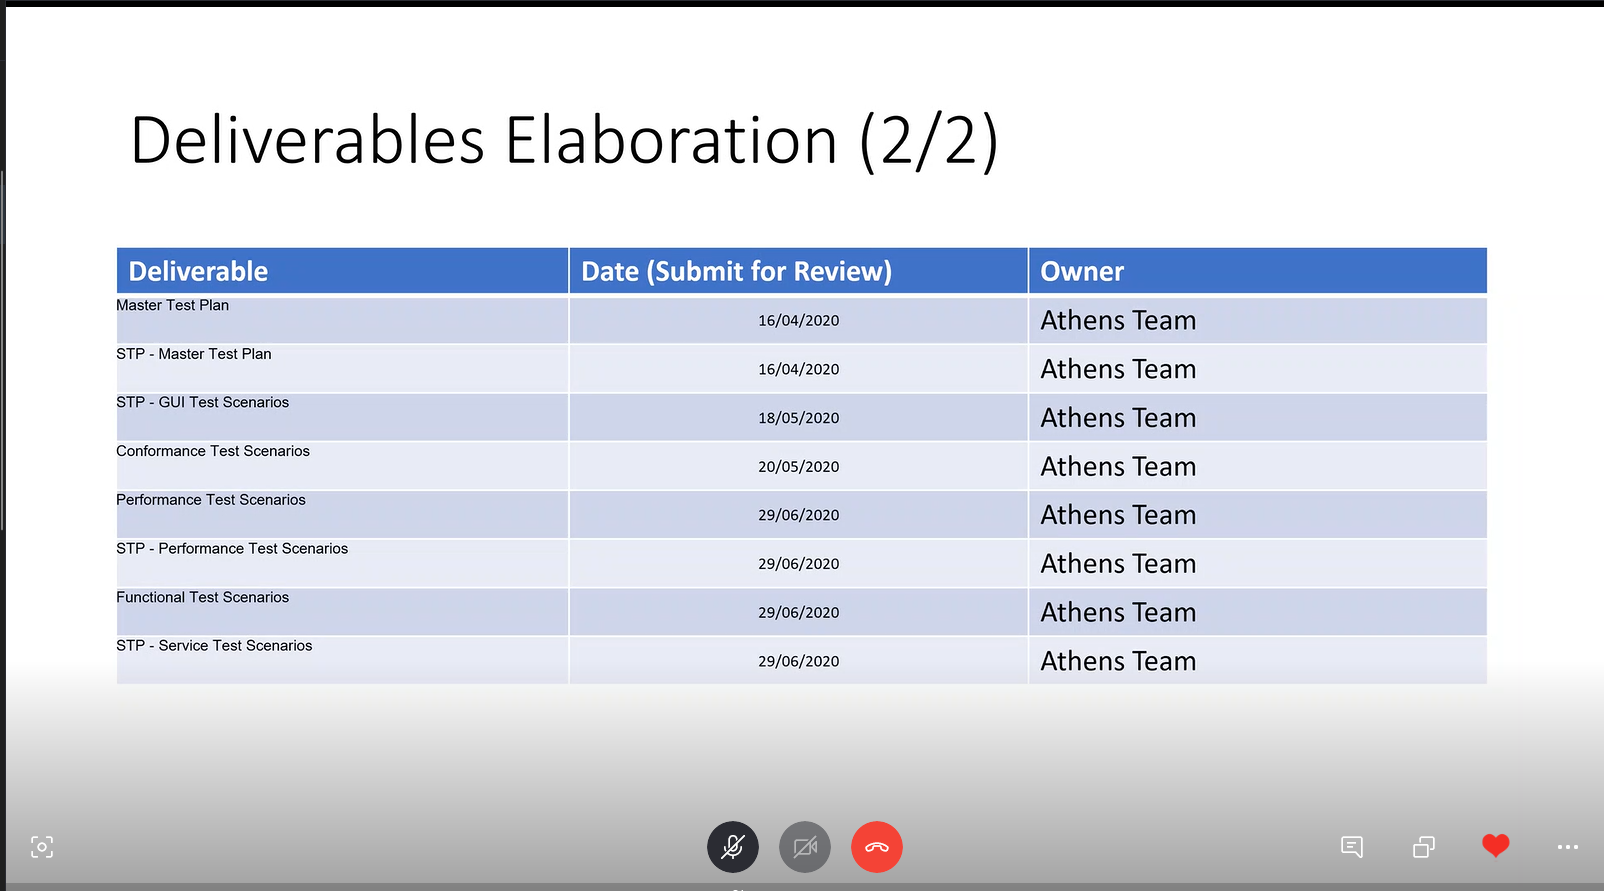 Deliverables Elaboration (2/2)
Deliverable Date (Submit for Review) Owner
Master Test Plan 16/04/2020 Athens Team
STP - Master Test Plan 16/04/2020 Athens Team
STP - GUI Test Scenarios 18/05/2020 Athens Team
Conformance Test Scenarios 20/05/2020 Athens Team
Performance Test Scenarios 29/06/2020 Athens Team
STP - Performance Test Scenarios 29/06/2020 Athens Team
Functional Test Scenarios 29/06/2020 Athens Team
STP - Service Test Scenarios 29/06/2020 Athens Team